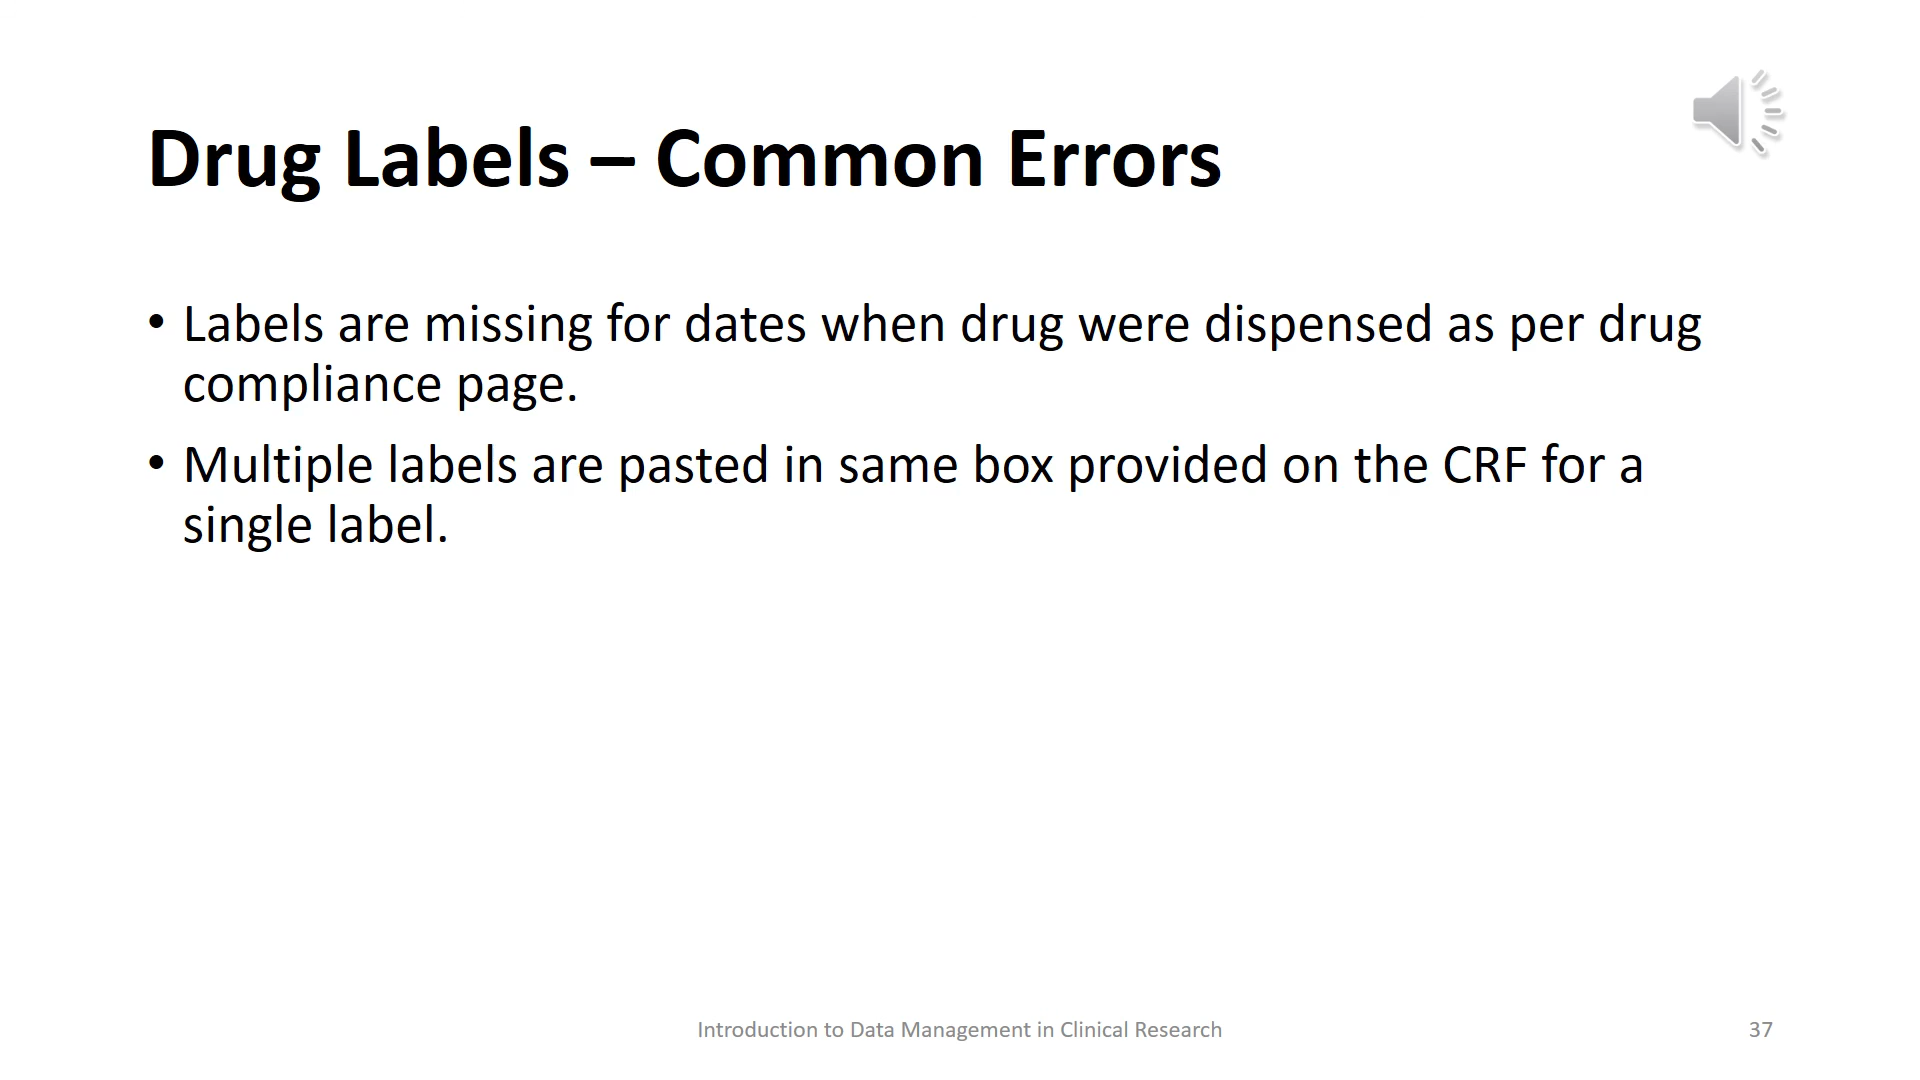 Drug Labels – Common Errors
• Labels are missing for dates when drug were dispensed as per drug
compliance page.
• Multiple labels are pasted in same box provided on the CRF for a
single label.
Introduction to Data Management in Clinical Research
37